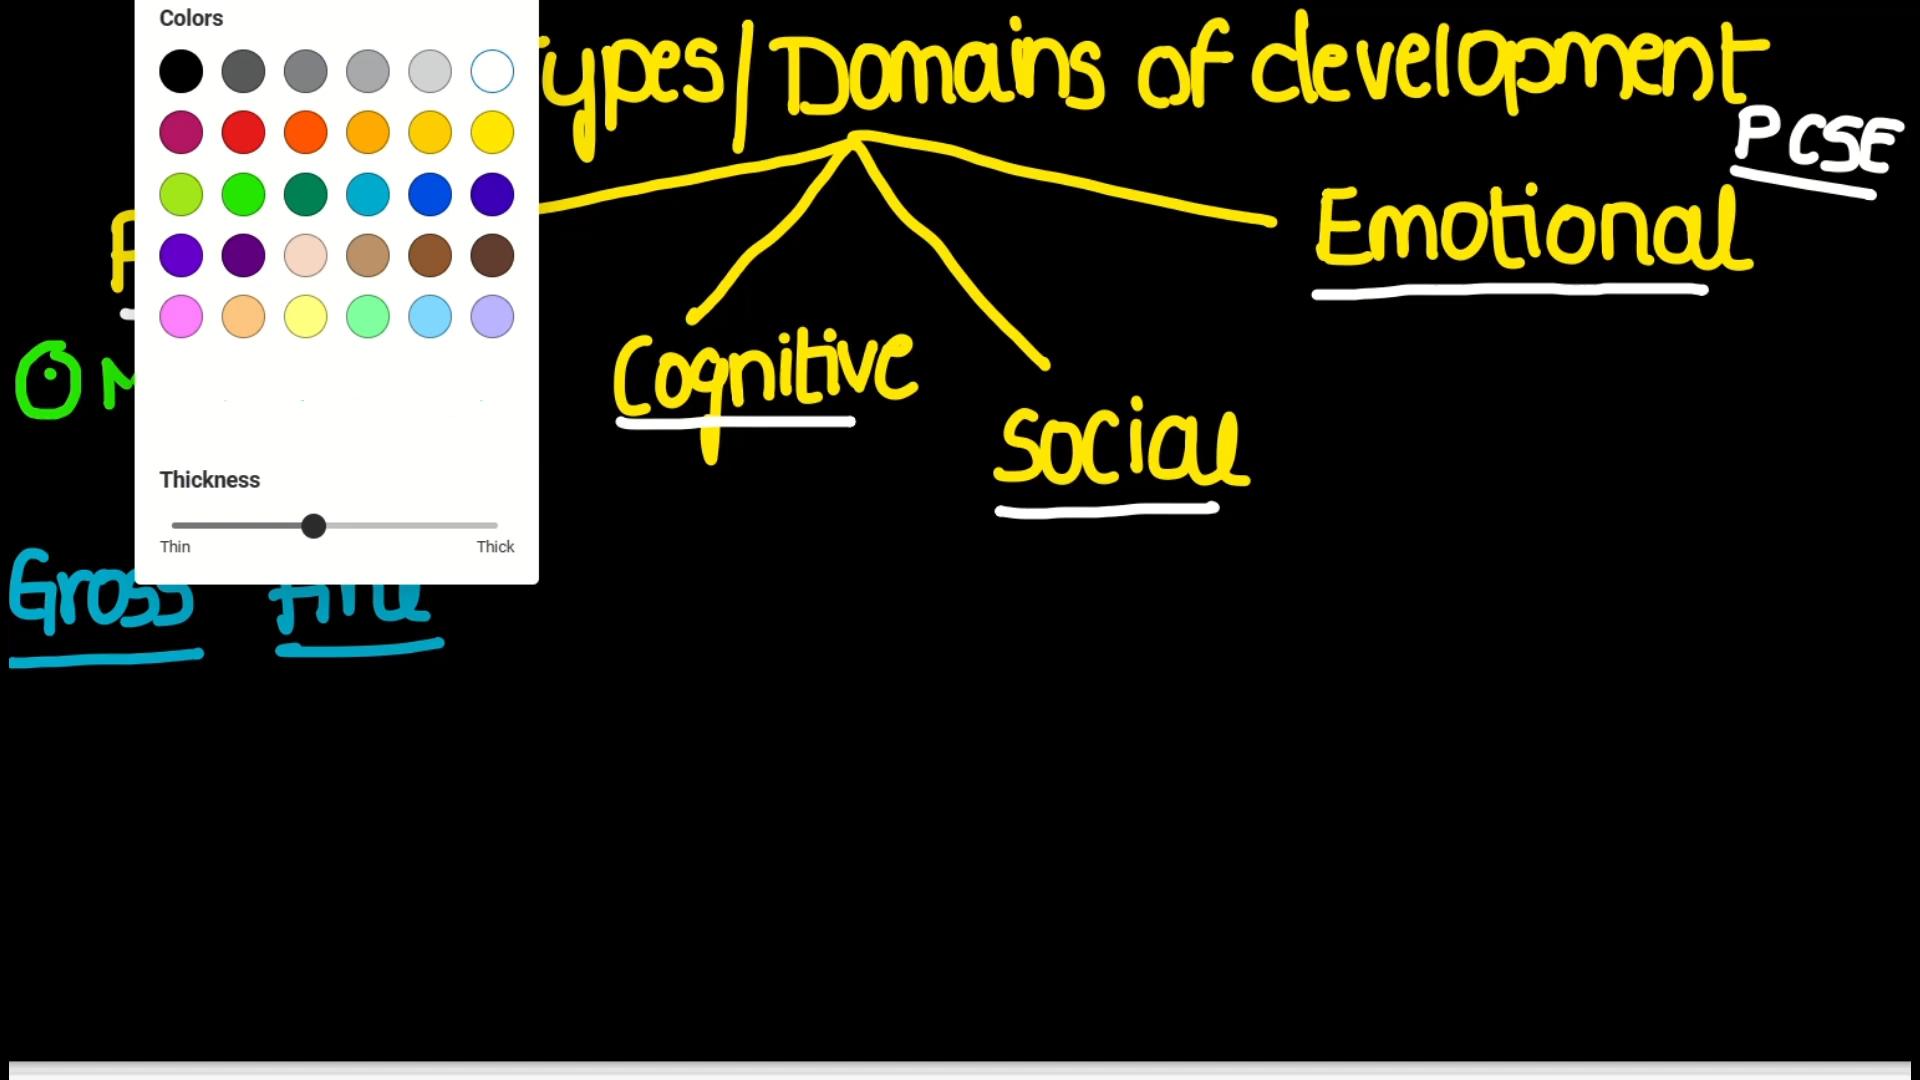 Colors
ypes/Domains of development
PCSE
Emotional
Cognitive
Social
Thickness
Thin Thick
Gross